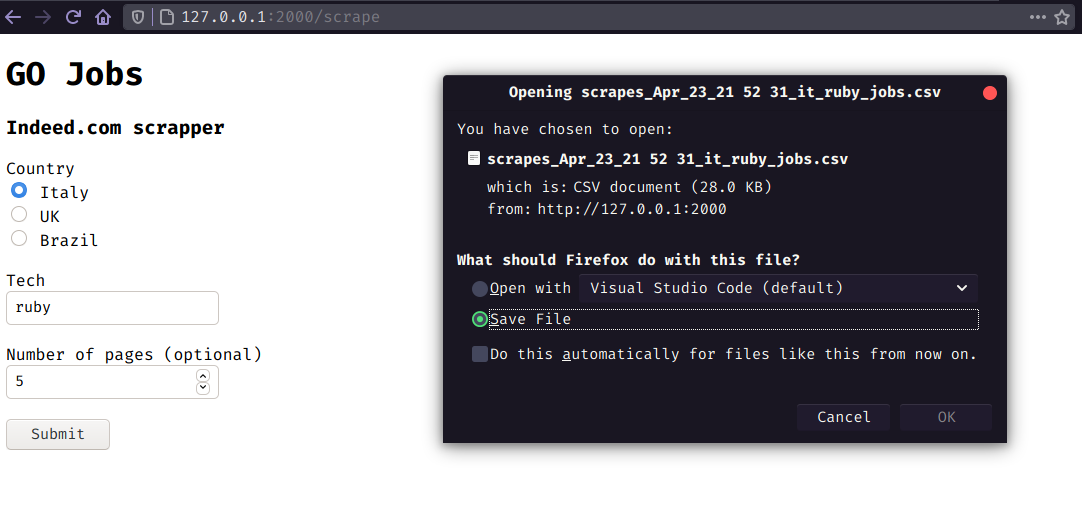 127.0.0.1:2000/scrape
GO Jobs
Indeed.com scrapper
Country
Italy
UK
Brazil
Tech
ruby
Number of pages (optional)
5
Submit
Opening scrapes_Apr_23_21 52 31_it_ruby_jobs.csv
You have chosen to open:
scrapes_Apr_23_21 52 31_it_ruby_jobs.csv
which is: CSV document (28.0 KB)
from: http://127.0.0.1:2000
What should Firefox do with this file?
Open with Visual Studio Code (default)
Save File
Do this automatically for files like this from now on.
Cancel OK